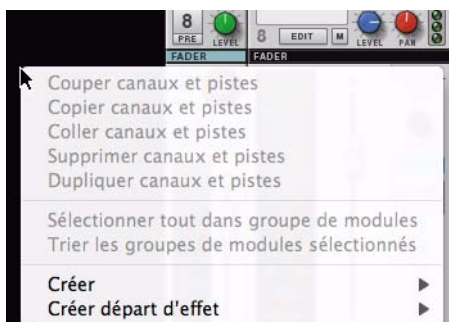 8
PRE LEVEL 8 EDIT M LEVEL PAN
FADER FADER
Couper canaux et pistes
Copier canaux et pistes
Coller canaux et pistes
Supprimer canaux et pistes
Dupliquer canaux et pistes
Sélectionner tout dans groupe de modules
Trier les groupes de modules sélectionnés
Créer
Créer départ d'effet